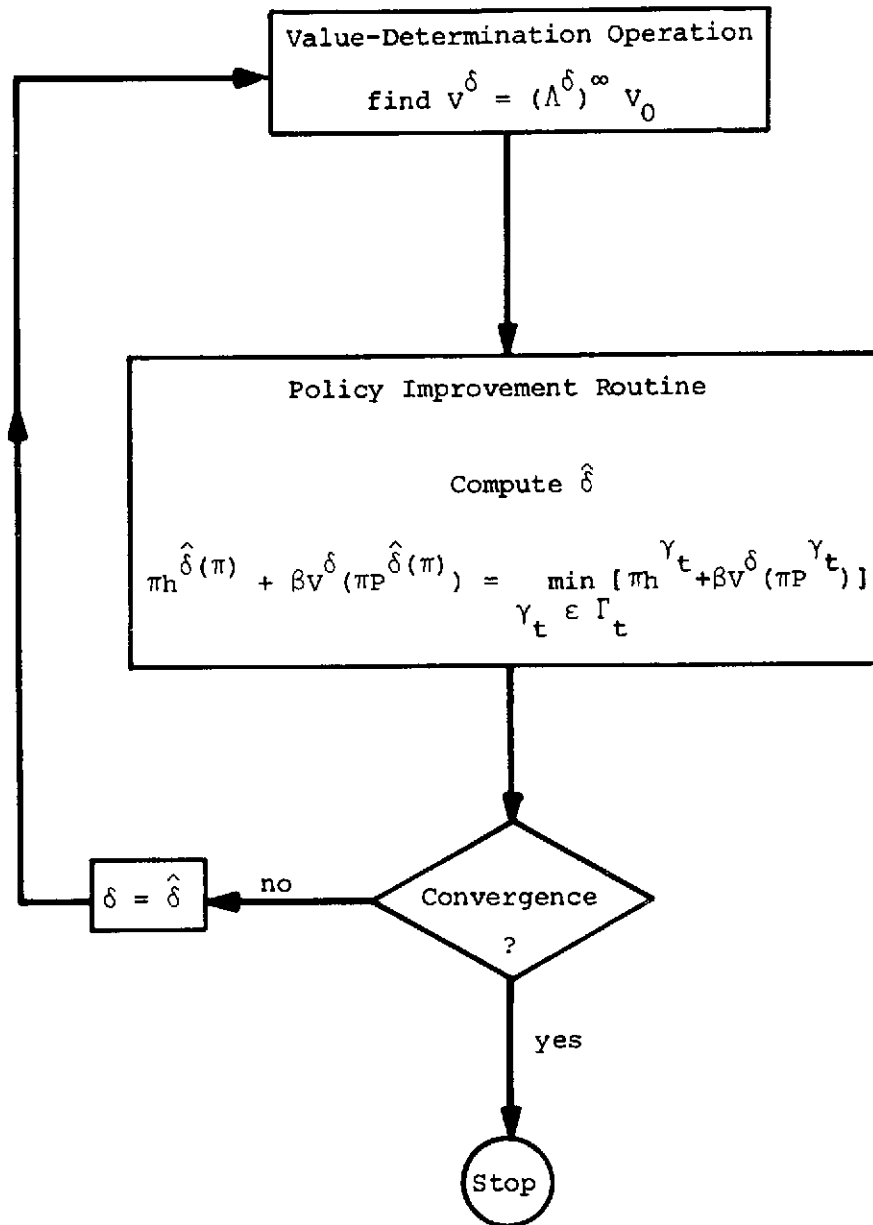 Value-Determination Operation
find V^δ = (Λ^δ)^∞ V_0
Policy Improvement Routine
Compute δ̂
πh^δ̂(π) + βV^δ(πP^δ̂(π)) = min_{γ_t ε Γ_t} [πh^γ_t+βV^δ(πP^γ_t)]
Convergence
?
no
δ = δ̂
yes
Stop